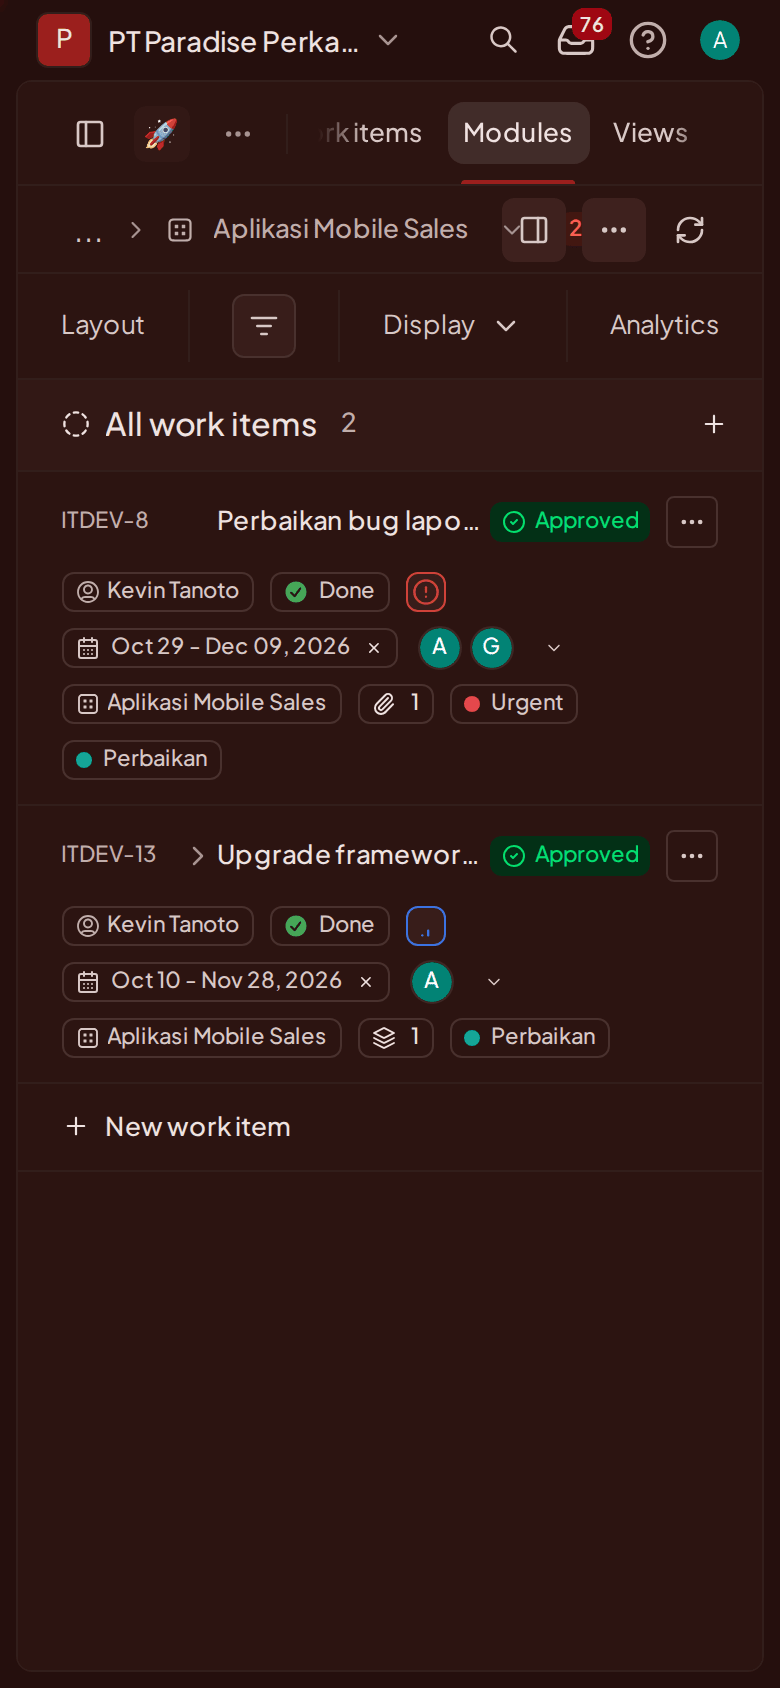 P PT Paradise Perka... 76 A
rk items Modules Views
... Aplikasi Mobile Sales 2
Layout Display Analytics
All work items 2
ITDEV-8 Perbaikan bug lapo... Approved
Kevin Tanoto Done
Oct 29 - Dec 09, 2026 A G
Aplikasi Mobile Sales 1 Urgent
Perbaikan
ITDEV-13 Upgrade framewor... Approved
Kevin Tanoto Done
Oct 10 - Nov 28, 2026 A
Aplikasi Mobile Sales 1 Perbaikan
New work item